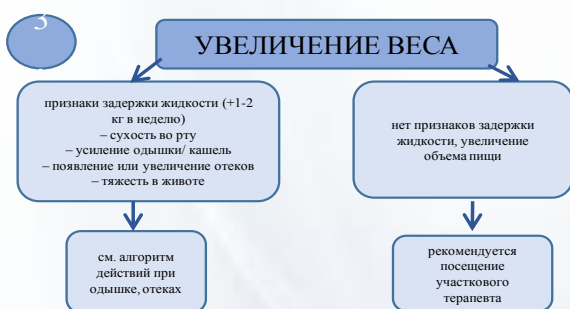 3
УВЕЛИЧЕНИЕ ВЕСА
признаки задержки жидкости (+1-2
кг в неделю)
– сухость во рту
– усиление одышки/ кашель
– появление или увеличение отеков
– тяжесть в животе
нет признаков задержки
жидкости, увеличение
объема пищи
см. алгоритм
действий при
одышке, отеках
рекомендуется
посещение
участкового
терапевта